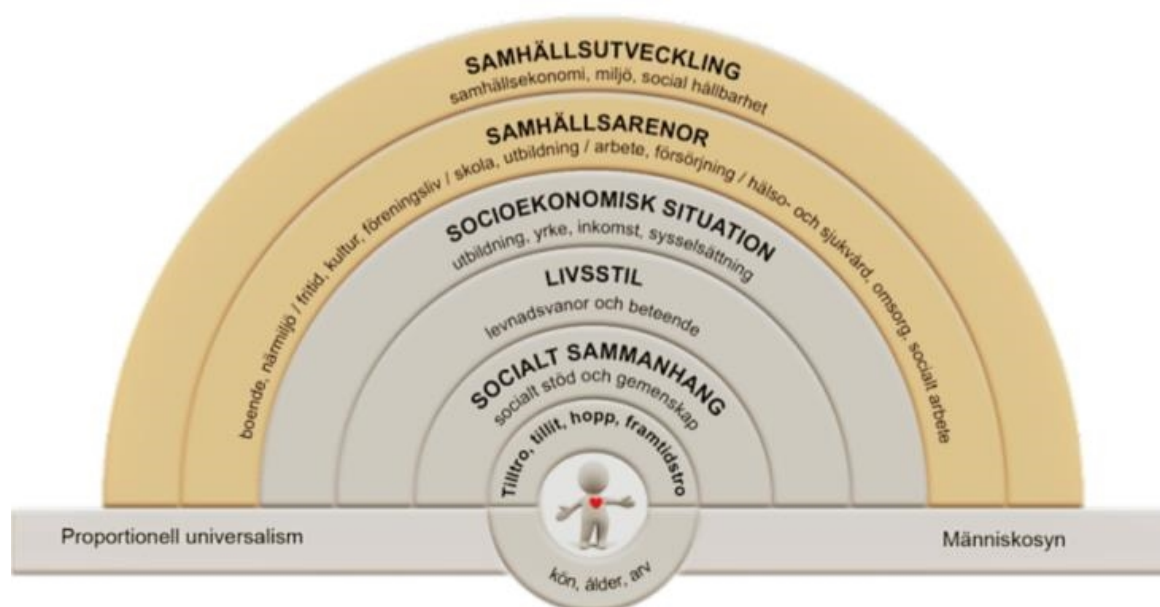 SAMHÄLLSUTVECKLING
samhällsekonomi, miljö, social hållbarhet
SAMHÄLLSARENOR
boende, närmiljö / fritid, kultur, föreningsliv / skola, utbildning / arbete, försörjning / hälso- och sjukvård, omsorg, socialt arbete
SOCIOEKONOMISK SITUATION
utbildning, yrke, inkomst, sysselsättning
LIVSSTIL
levnadsvanor och beteende
SOCIALT SAMMANHANG
socialt stöd och gemenskap
Tilltro, tillit, hopp, framtidstro
Proportionell universalism
Människosyn
kön, ålder, arv